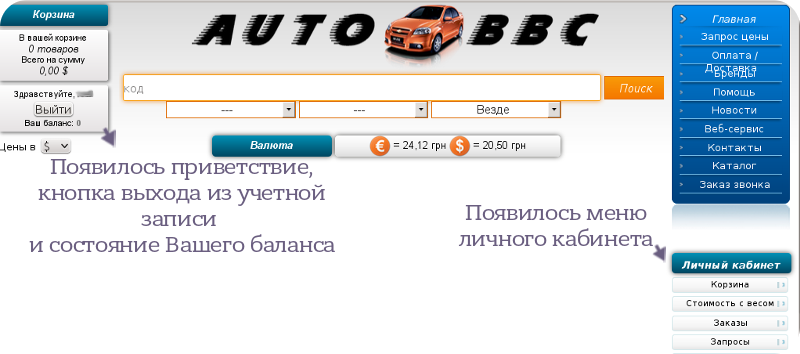 Корзина
В вашей корзине
0 товаров
Всего на сумму
0,00 $
Здравствуйте,
Выйти
Ваш баланс: 0
Цены в $
AUTO BBC
код
Поиск
---
---
Везде
Валюта
€ = 24,12 грн $ = 20,50 грн
Появилось приветствие,
кнопка выхода из учетной
записи
и состояние Вашего баланса
Появилось меню
личного кабинета
Главная
Запрос цены
Оплата /
Доставка
Бренды
Помощь
Новости
Веб-сервис
Контакты
Каталог
Заказ звонка
Личный кабинет
Корзина
Стоимость с весом
Заказы
Запросы